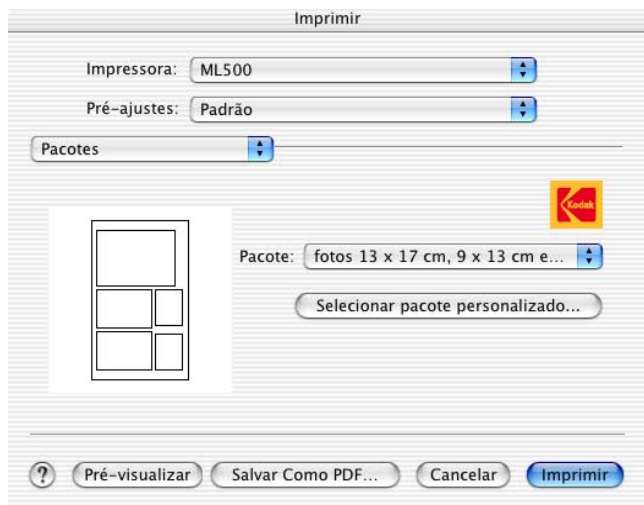 Imprimir
Impressora: ML500
Pré-ajustes: Padrão
Pacotes
Kodak
Pacote: fotos 13 x 17 cm, 9 x 13 cm e...
Selecionar pacote personalizado...
? Pré-visualizar Salvar Como PDF... Cancelar Imprimir